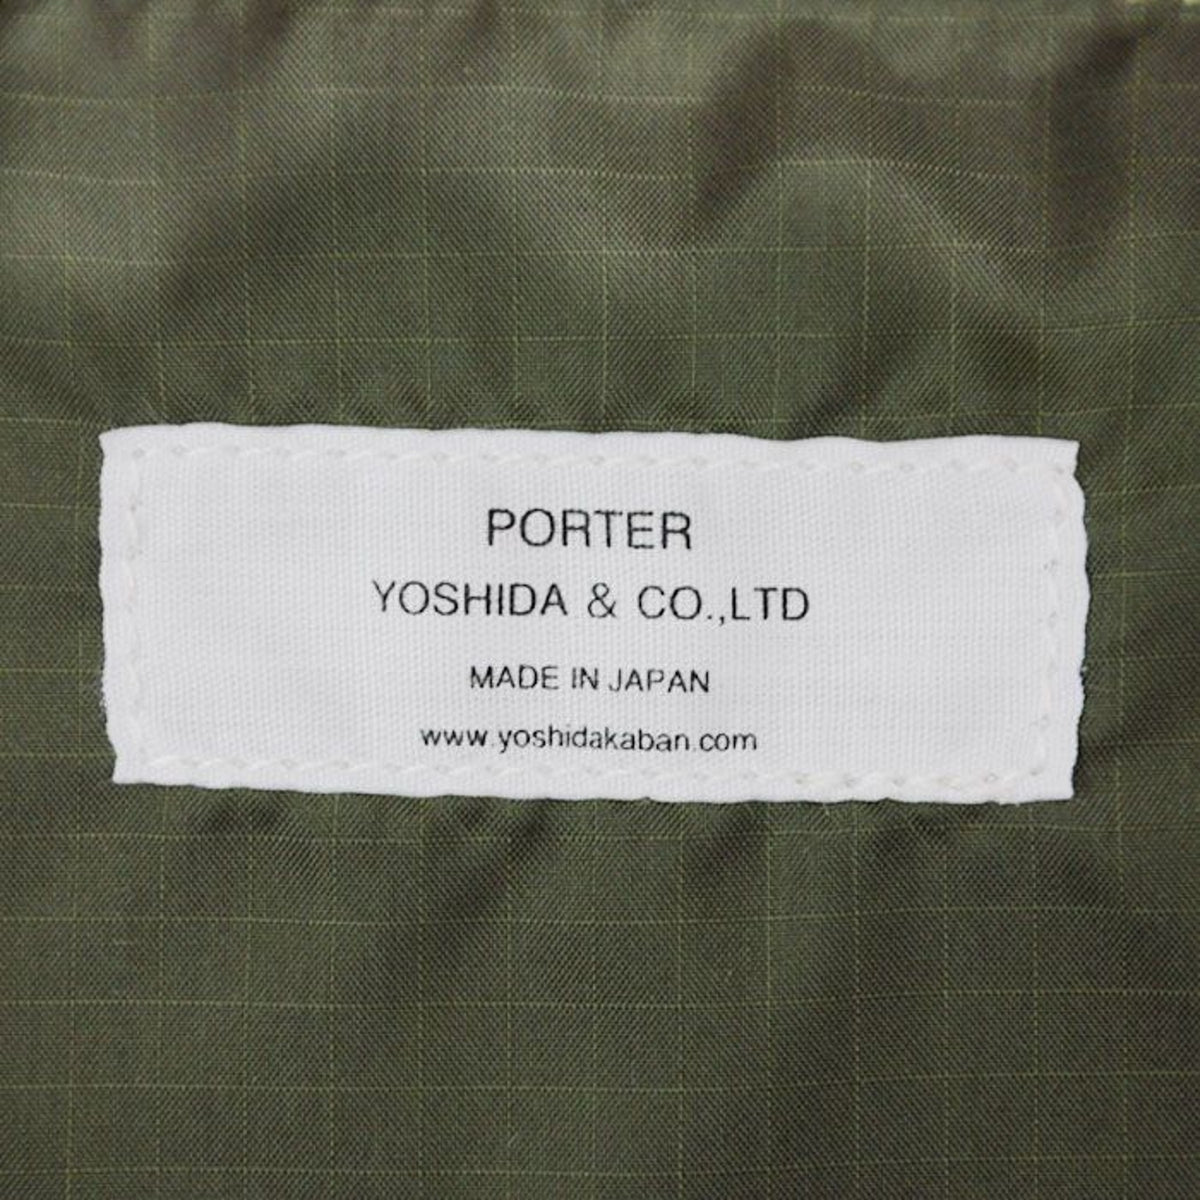 PORTER
YOSHIDA & CO.,LTD
MADE IN JAPAN
www.yoshidakaban.com